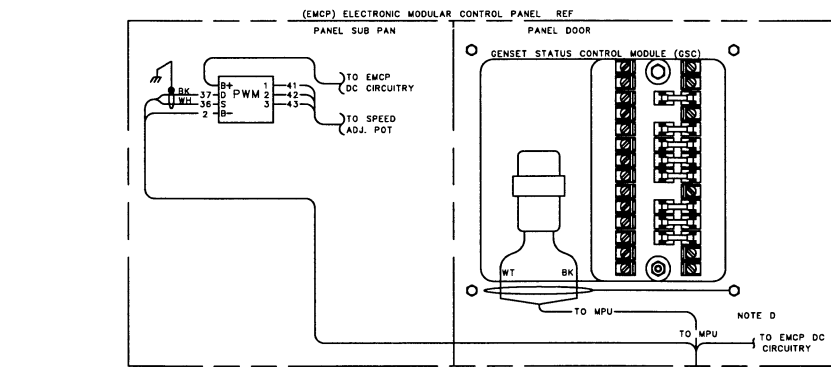 (EMCP) ELECTRONIC MODULAR CONTROL PANEL REF
PANEL SUB PAN
PANEL DOOR
GENSET STATUS CONTROL MODULE (GSC)
TO EMCP
DC CIRCUITRY
BK
WH
37
36
2
B+
D
S
B-
PWM
1
2
3
41
42
43
TO SPEED
ADJ. POT
WT
BK
TO MPU
NOTE D
TO MPU
TO EMCP DC
CIRCUITRY